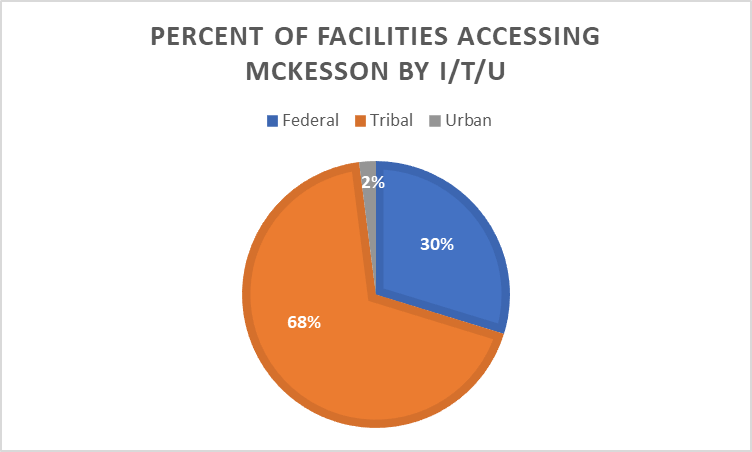 PERCENT OF FACILITIES ACCESSING
MCKESSON BY I/T/U
Federal Tribal Urban
2%
30%
68%